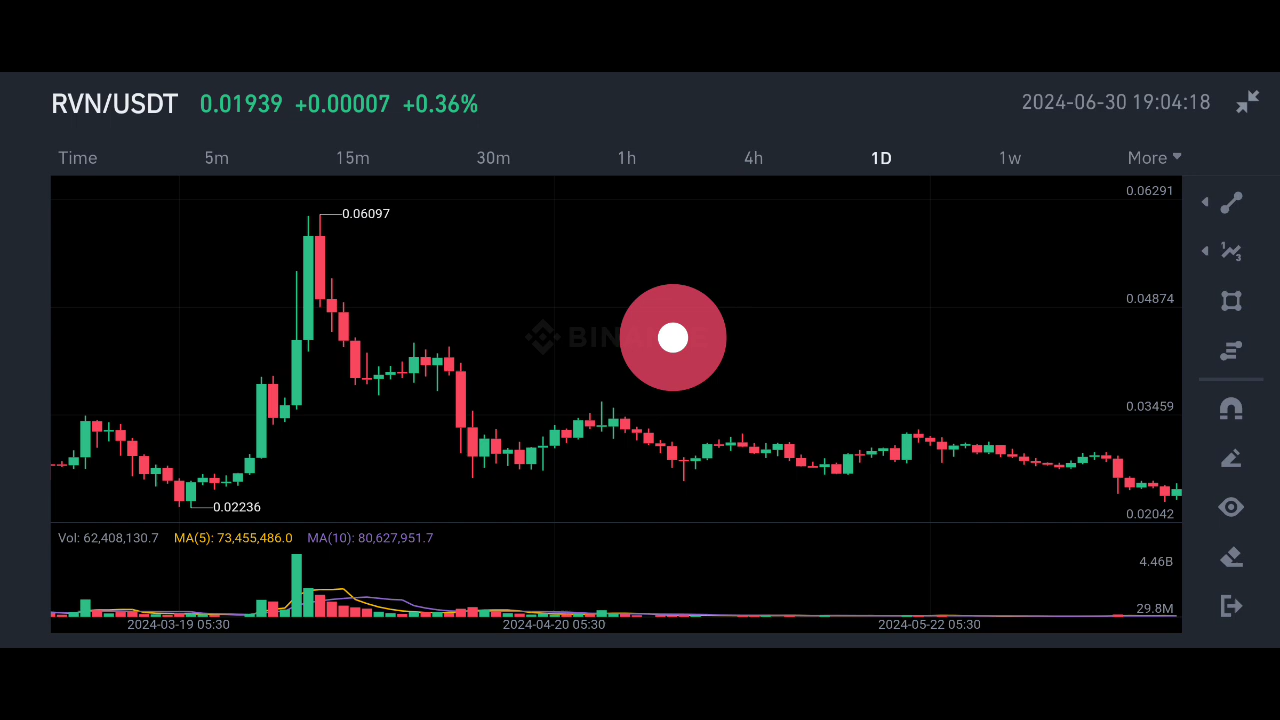 RVN/USDT 0.01939 +0.00007 +0.36% 2024-06-30 19:04:18
Time 5m 15m 30m 1h 4h 1D 1w More
0.06291
0.06097
0.04874
BIN
0.03459
0.02236
0.02042
Vol: 62,408,130.7 MA(5): 73,455,486.0 MA(10): 80,627,951.7
4.46B
29.8M
2024-03-19 05:30 2024-04-20 05:30 2024-05-22 05:30